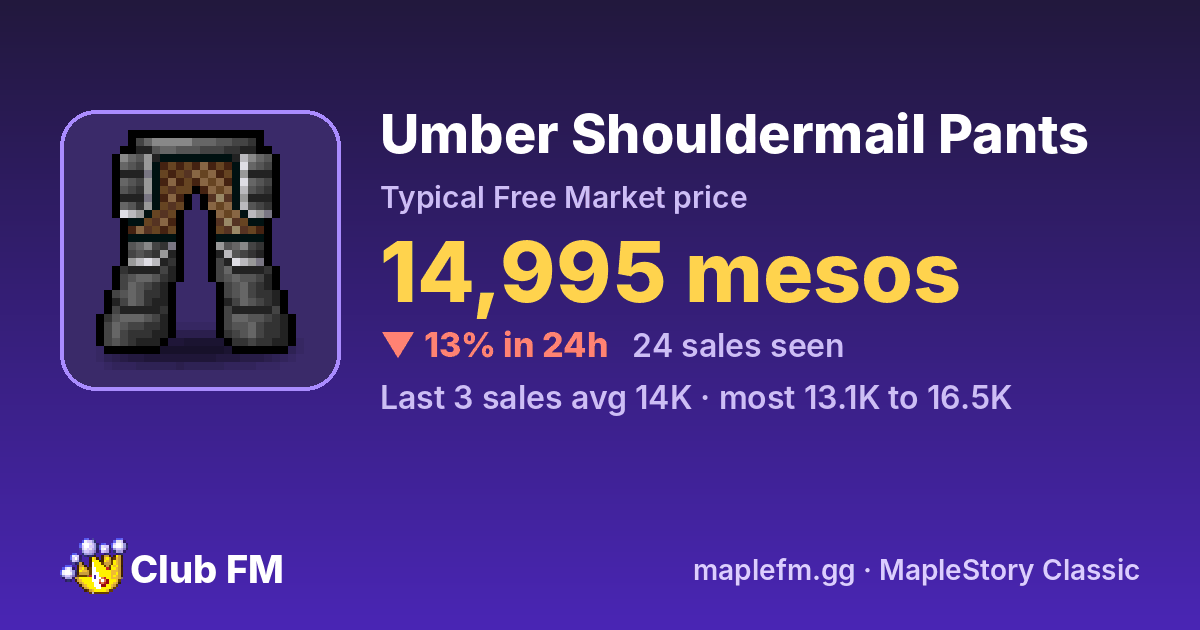 Umber Shouldermail Pants
Typical Free Market price
14,995 mesos
▼ 13% in 24h 24 sales seen
Last 3 sales avg 14K · most 13.1K to 16.5K
Club FM
maplefm.gg · MapleStory Classic